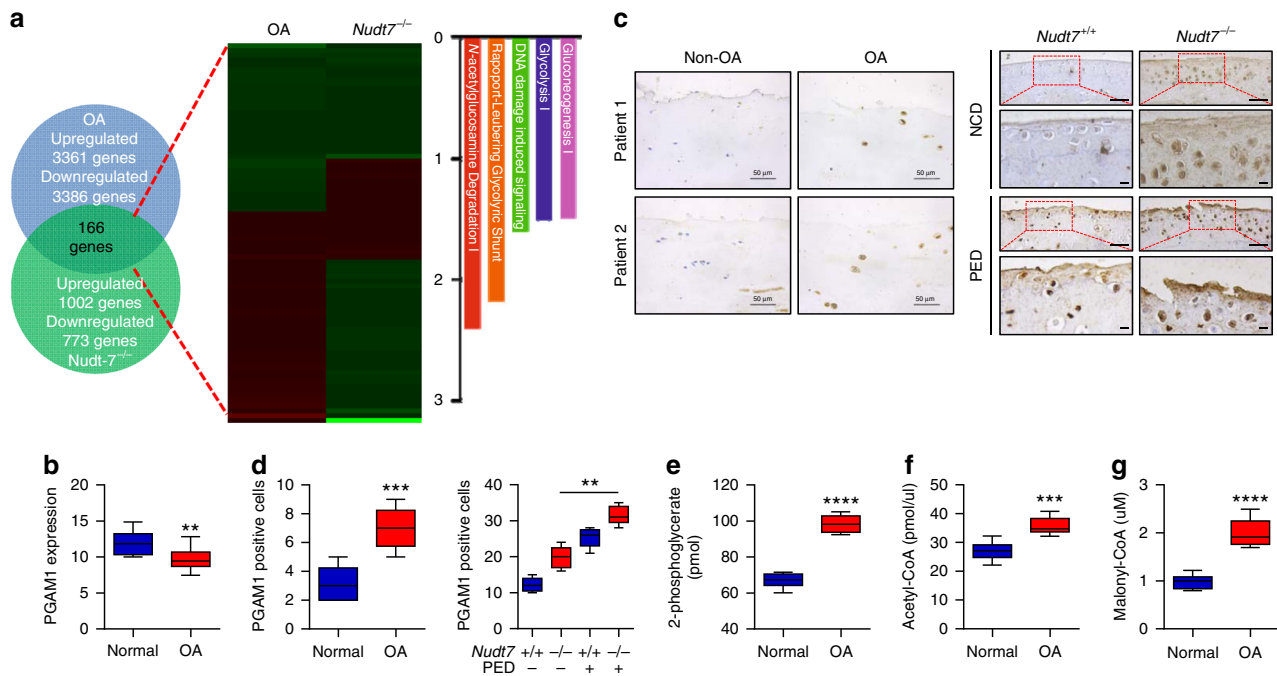 a
OA
Upregulated
3361 genes
Downregulated
3386 genes
166
genes
Upregulated
1002 genes
Downregulated
773 genes
Nudt-7−/−
OA
Nudt7−/−
0
1
2
3
N-acetylglucosamine Degradation I
Rapoport-Leubering Glycolytic Shunt
DNA damage induced signaling
Glycolysis I
Gluconeogenesis I
c
Non-OA
OA
Patient 1
50 µm
50 µm
Patient 2
50 µm
50 µm
Nudt7+/+
Nudt7−/−
NCD
PED
b
PGAM1 expression
20
15
10
5
0
**
Normal
OA
d
PGAM1 positive cells
10
8
6
4
2
0
***
Normal
OA
PGAM1 positive cells
40
30
20
10
0
**
Nudt7 +/+ −/− +/+ −/−
PED − − + +
e
2-phosphoglycerate
(pmol)
120
100
80
60
40
****
Normal
OA
f
Acetyl-CoA (pmol/ul)
50
40
30
20
10
0
***
Normal
OA
g
Malonyl-CoA (uM)
3
2
1
0
****
Normal
OA